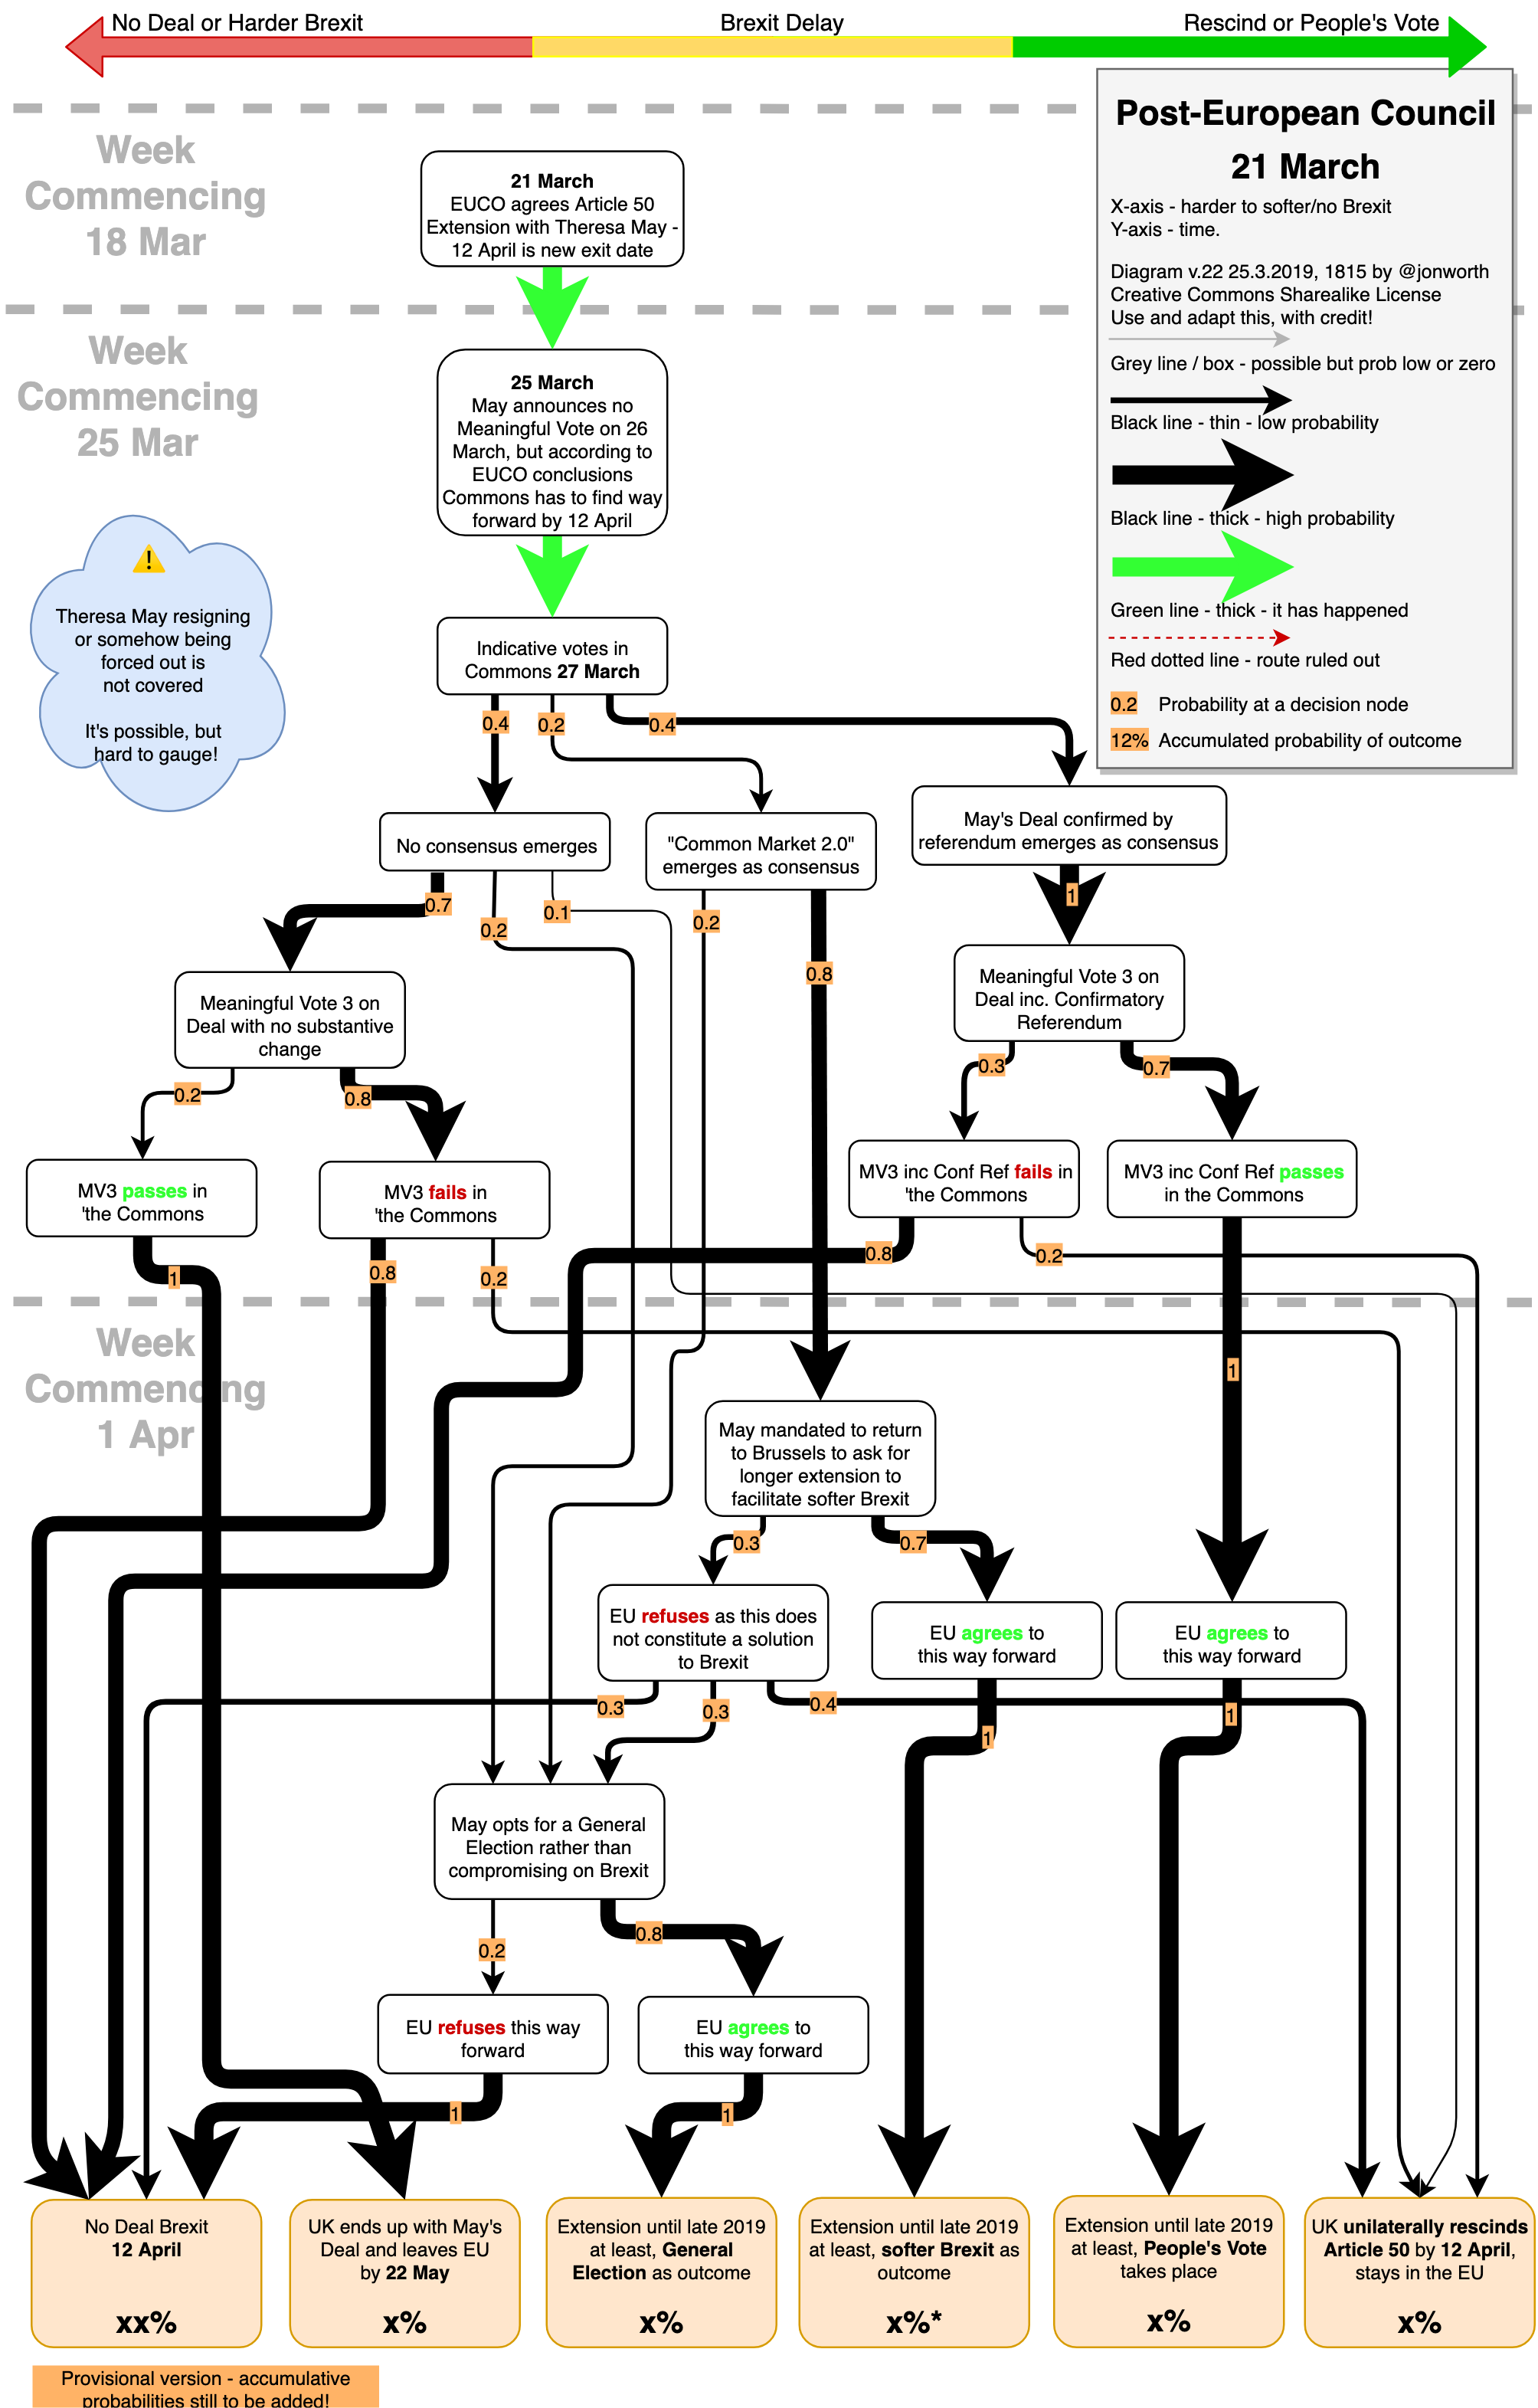 No Deal or Harder Brexit
Brexit Delay
Rescind or People's Vote
Post-European Council
21 March
X-axis - harder to softer/no Brexit
Y-axis - time.
Diagram v.22 25.3.2019, 1815 by @jonworth
Creative Commons Sharealike License
Use and adapt this, with credit!
Grey line / box - possible but prob low or zero
Black line - thin - low probability
Black line - thick - high probability
Green line - thick - it has happened
Red dotted line - route ruled out
0.2 Probability at a decision node
12% Accumulated probability of outcome
Week
Commencing
18 Mar
21 March
EUCO agrees Article 50
Extension with Theresa May -
12 April is new exit date
Week
Commencing
25 Mar
25 March
May announces no
Meaningful Vote on 26
March, but according to
EUCO conclusions
Commons has to find way
forward by 12 April
Theresa May resigning
or somehow being
forced out is
not covered
It's possible, but
hard to gauge!
Indicative votes in
Commons 27 March
0.4
0.2
0.4
No consensus emerges
"Common Market 2.0"
emerges as consensus
May's Deal confirmed by
referendum emerges as consensus
0.7
0.2
0.1
0.2
0.8
1
Meaningful Vote 3 on
Deal with no substantive
change
Meaningful Vote 3 on
Deal inc. Confirmatory
Referendum
0.2
0.8
0.3
0.7
MV3 passes in
'the Commons
MV3 fails in
'the Commons
MV3 inc Conf Ref fails in
'the Commons
MV3 inc Conf Ref passes
in the Commons
1
0.8
0.2
0.8
0.2
1
Week
Commencing
1 Apr
May mandated to return
to Brussels to ask for
longer extension to
facilitate softer Brexit
0.3
0.7
EU refuses as this does
not constitute a solution
to Brexit
EU agrees to
this way forward
EU agrees to
this way forward
0.3
0.3
0.4
1
1
May opts for a General
Election rather than
compromising on Brexit
0.2
0.8
EU refuses this way
forward
EU agrees to
this way forward
1
1
No Deal Brexit
12 April
xx%
UK ends up with May's
Deal and leaves EU
by 22 May
x%
Extension until late 2019
at least, General
Election as outcome
x%
Extension until late 2019
at least, softer Brexit as
outcome
x%*
Extension until late 2019
at least, People's Vote
takes place
x%
UK unilaterally rescinds
Article 50 by 12 April,
stays in the EU
x%
Provisional version - accumulative
probabilities still to be added!